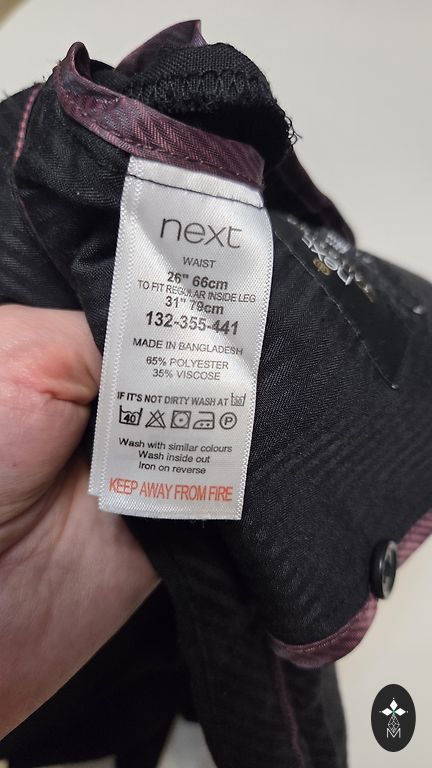 next
WAIST
26" 66cm
TO FIT REGULAR INSIDE LEG
31" 79cm
132-355-441
MADE IN BANGLADESH
65% POLYESTER
35% VISCOSE
IF IT'S NOT DIRTY WASH AT 30
40 P
Wash with similar colours
Wash inside out
Iron on reverse
KEEP AWAY FROM FIRE
next
M